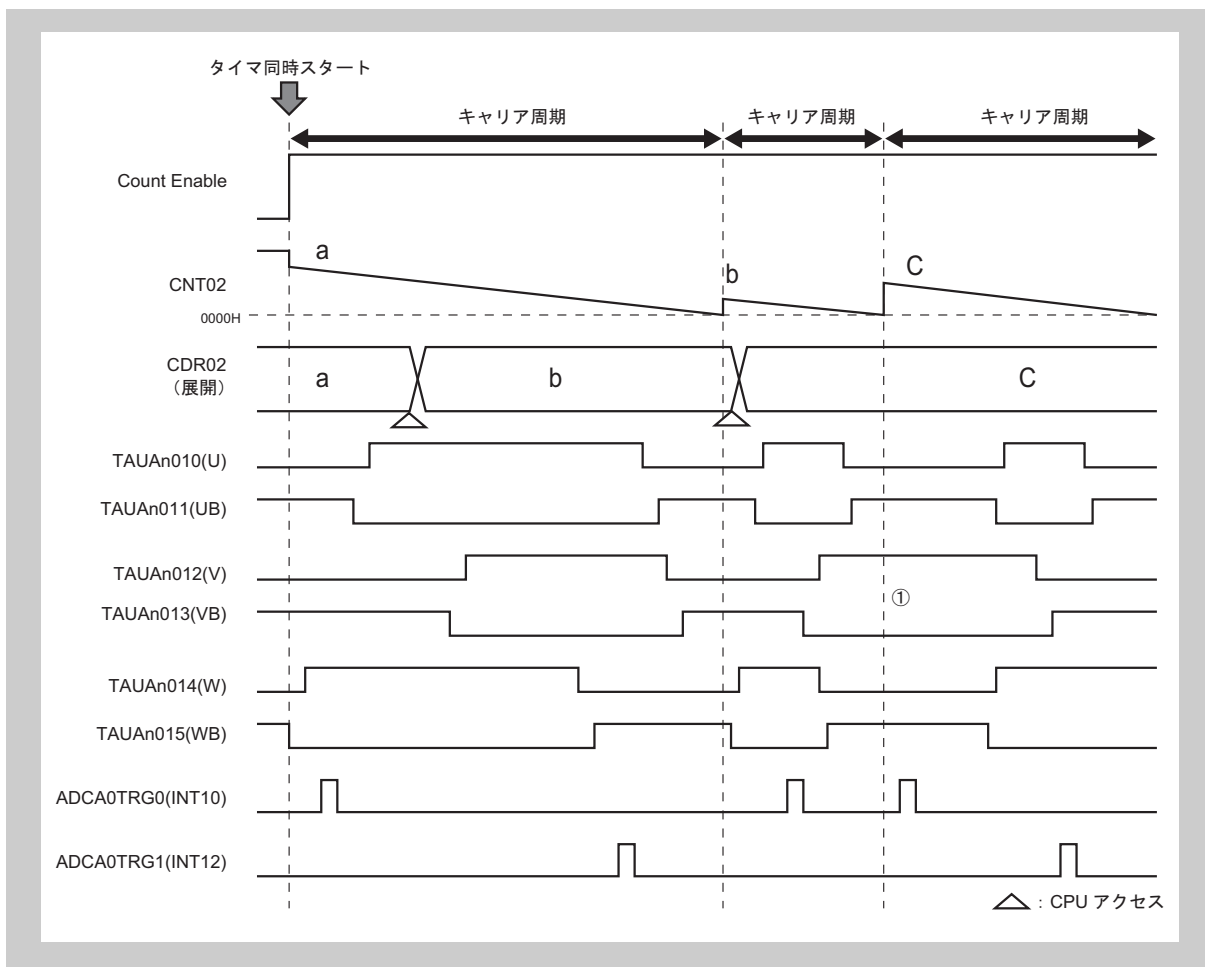 タイマ同時スタート
キャリア周期 キャリア周期 キャリア周期
Count Enable
a b C
CNT02
0000H
CDR02
（展開）
a b C
TAUAn010(U)
TAUAn011(UB)
TAUAn012(V)
①
TAUAn013(VB)
TAUAn014(W)
TAUAn015(WB)
ADCA0TRG0(INT10)
ADCA0TRG1(INT12)
：CPU アクセス